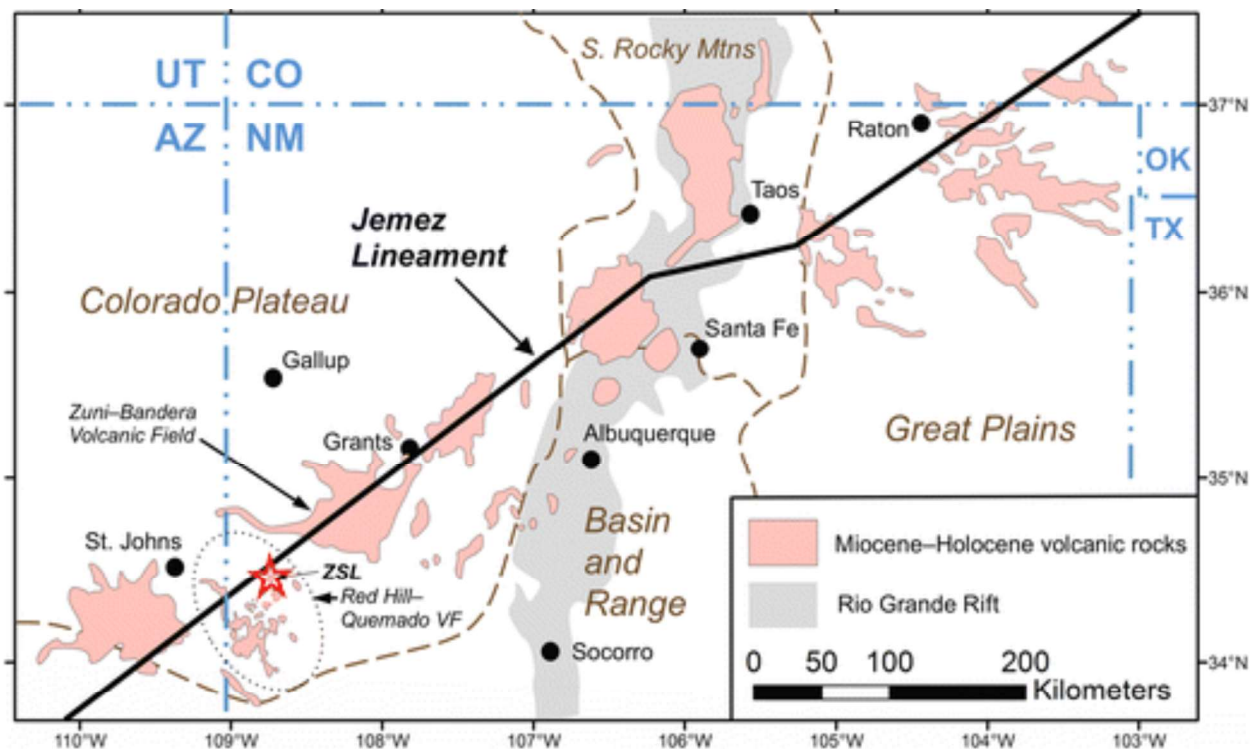 S. Rocky Mtns
UT CO
37°N
AZ NM
Raton
OK
Taos
TX
Jemez
Lineament
36°N
Colorado Plateau
Santa Fe
Gallup
Zuni–Bandera
Volcanic Field
Grants
Albuquerque
Great Plains
35°N
St. Johns
Basin
and
Range
ZSL
Red Hill–
Quemado VF
Socorro
Miocene–Holocene volcanic rocks
Rio Grande Rift
0 50 100 200
Kilometers
34°N
110°W 109°W 108°W 107°W 106°W 105°W 104°W 103°W